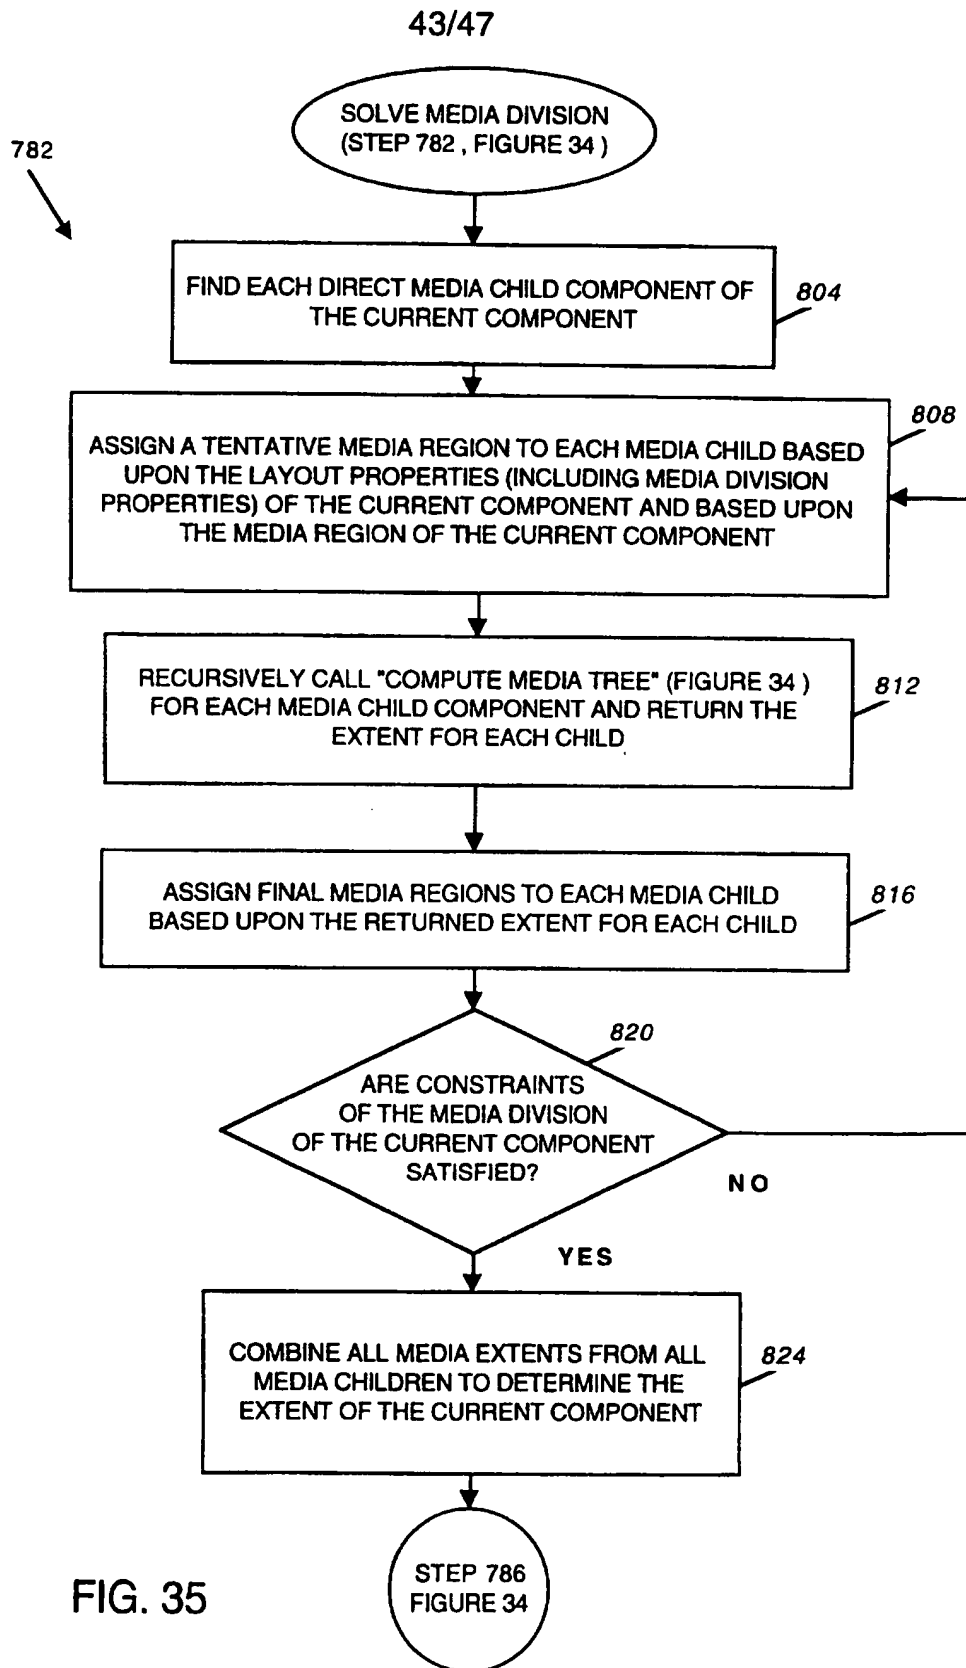 43/47
SOLVE MEDIA DIVISION
(STEP 782 , FIGURE 34 )
782
FIND EACH DIRECT MEDIA CHILD COMPONENT OF
THE CURRENT COMPONENT
804
ASSIGN A TENTATIVE MEDIA REGION TO EACH MEDIA CHILD BASED
UPON THE LAYOUT PROPERTIES (INCLUDING MEDIA DIVISION
PROPERTIES) OF THE CURRENT COMPONENT AND BASED UPON
THE MEDIA REGION OF THE CURRENT COMPONENT
808
RECURSIVELY CALL "COMPUTE MEDIA TREE" (FIGURE 34 )
FOR EACH MEDIA CHILD COMPONENT AND RETURN THE
EXTENT FOR EACH CHILD
812
ASSIGN FINAL MEDIA REGIONS TO EACH MEDIA CHILD
BASED UPON THE RETURNED EXTENT FOR EACH CHILD
816
820
ARE CONSTRAINTS
OF THE MEDIA DIVISION
OF THE CURRENT COMPONENT
SATISFIED?
NO
YES
COMBINE ALL MEDIA EXTENTS FROM ALL
MEDIA CHILDREN TO DETERMINE THE
EXTENT OF THE CURRENT COMPONENT
824
STEP 786
FIGURE 34
FIG. 35